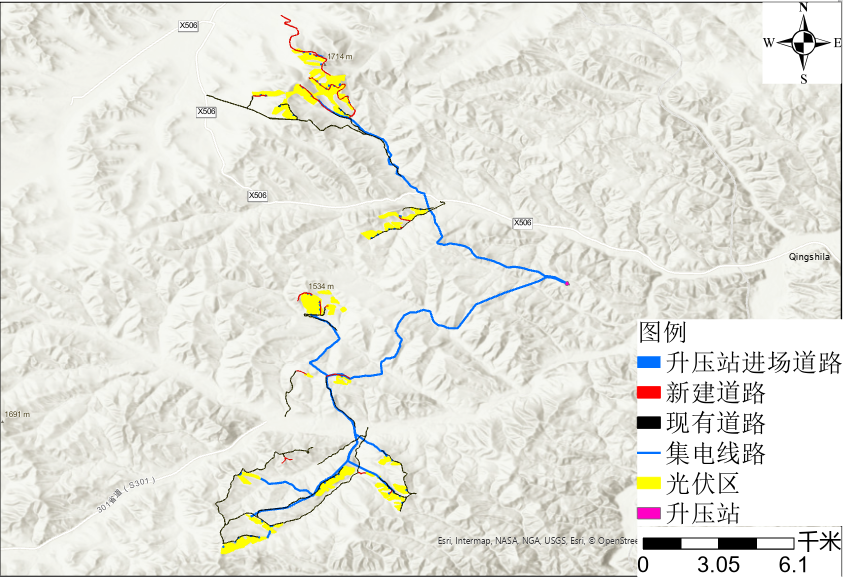 N
W E
S
X506
1714 m
X506
X506
X506
Qingshila
1534 m
1691 m
301省道（S301）
图例
升压站进场道路
新建道路
现有道路
集电线路
光伏区
升压站
Esri, Intermap, NASA, NGA, USGS, Esri, © OpenStree
千米
0 3.05 6.1